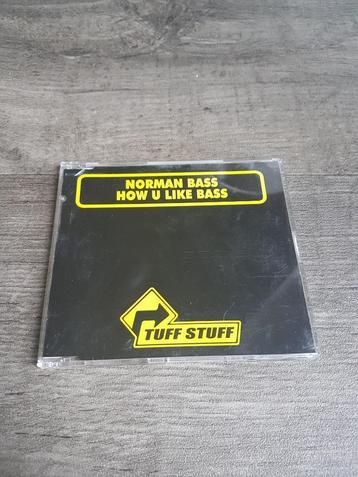 NORMAN BASS
HOW U LIKE BASS
TUFF STUFF